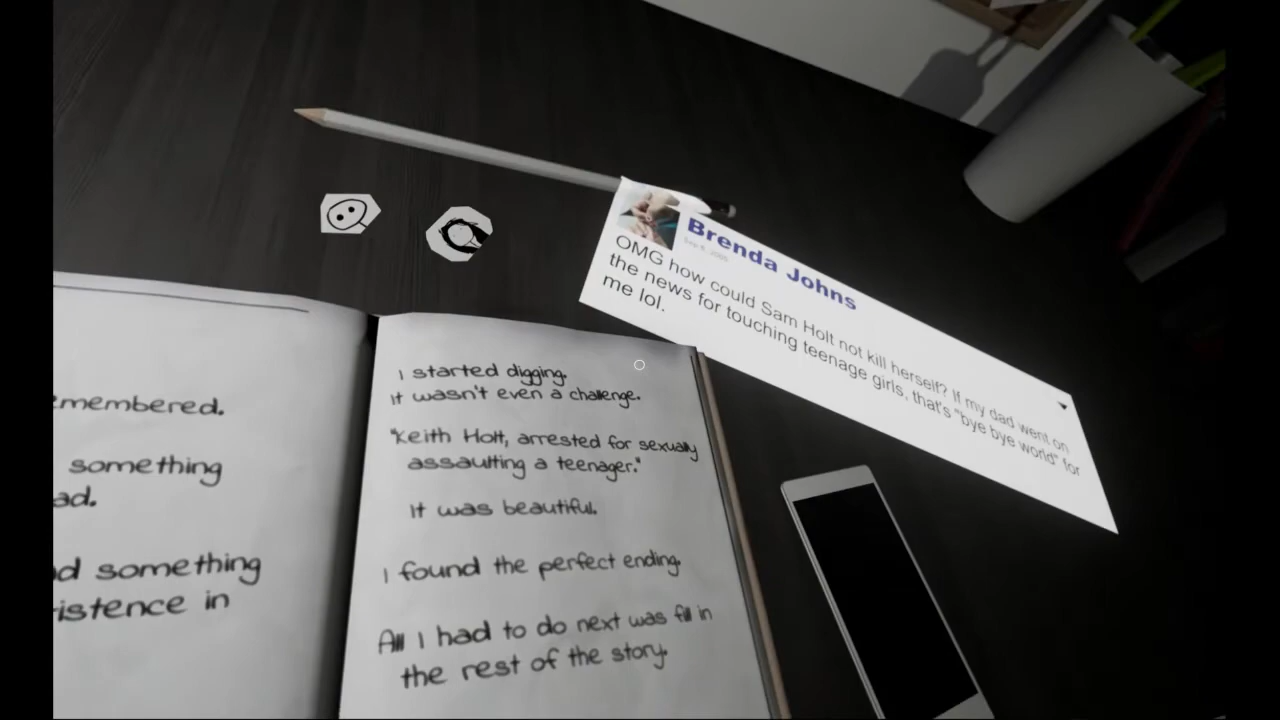 emembered.
something
ad.
d something
istence in
I started digging.
It wasn't even a challenge.
"Keith Holt, arrested for sexually
assaulting a teenager."
It was beautiful.
I found the perfect ending.
All I had to do next was fill in
the rest of the story.
Brenda Johns
OMG how could Sam Holt not kill herself? If my dad went on
the news for touching teenage girls, that's "bye bye world" for
me lol.